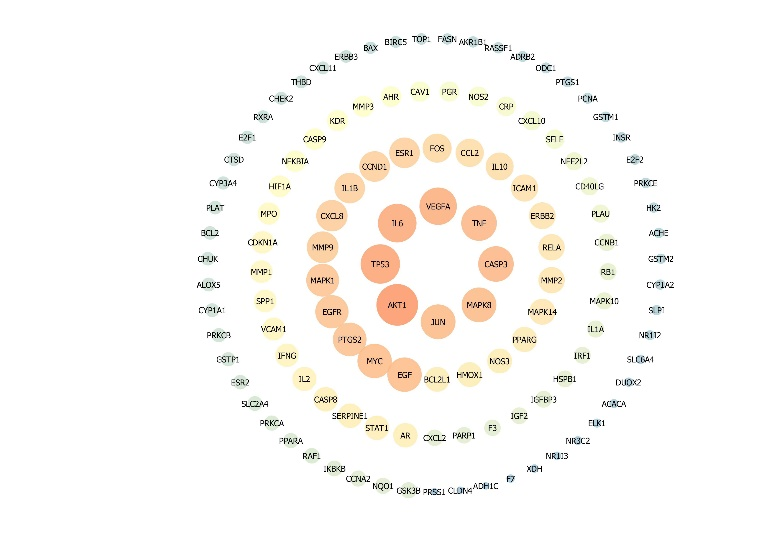 TOP1
FASN
AKR1B1
RASSF1
ADRB2
ODC1
PTGS1
PCNA
GSTM1
INSR
E2F2
PRKCE
HK2
ACHE
GSTM2
CYP1A2
SLPI
NR1I2
SLC6A4
DUOX2
ACACA
ELK1
NR3C2
NR1I3
XDH
F7
ADH1C
CLDN4
PRSS1
GSK3B
NQO1
CCNA2
IKBKB
RAF1
PPARA
PRKCA
SLC2A4
ESR2
GSTP1
PRKCB
CYP1A1
ALOX5
CHUK
BCL2
PLAT
CYP3A4
CTSD
E2F1
RXRA
CHEK2
THBD
CXCL11
ERBB3
BAX
BIRC5
CAV1
PGR
NOS2
CRP
CXCL10
SELE
NFE2L2
CD40LG
PLAU
CCNB1
RB1
MAPK10
IL1A
IRF1
HSPB1
IGFBP3
IGF2
F3
PARP1
CXCL2
AR
STAT1
SERPINE1
CASP8
IL2
IFNG
VCAM1
SPP1
MMP1
CDKN1A
MPO
HIF1A
NFKBIA
CASP9
KDR
MMP3
AHR
FOS
CCL2
IL10
ICAM1
ERBB2
RELA
MMP2
MAPK14
PPARG
NOS3
HMOX1
BCL2L1
EGF
MYC
PTGS2
EGFR
MAPK1
MMP9
CXCL8
IL1B
CCND1
ESR1
VEGFA
TNF
CASP3
MAPK8
JUN
AKT1
TP53
IL6